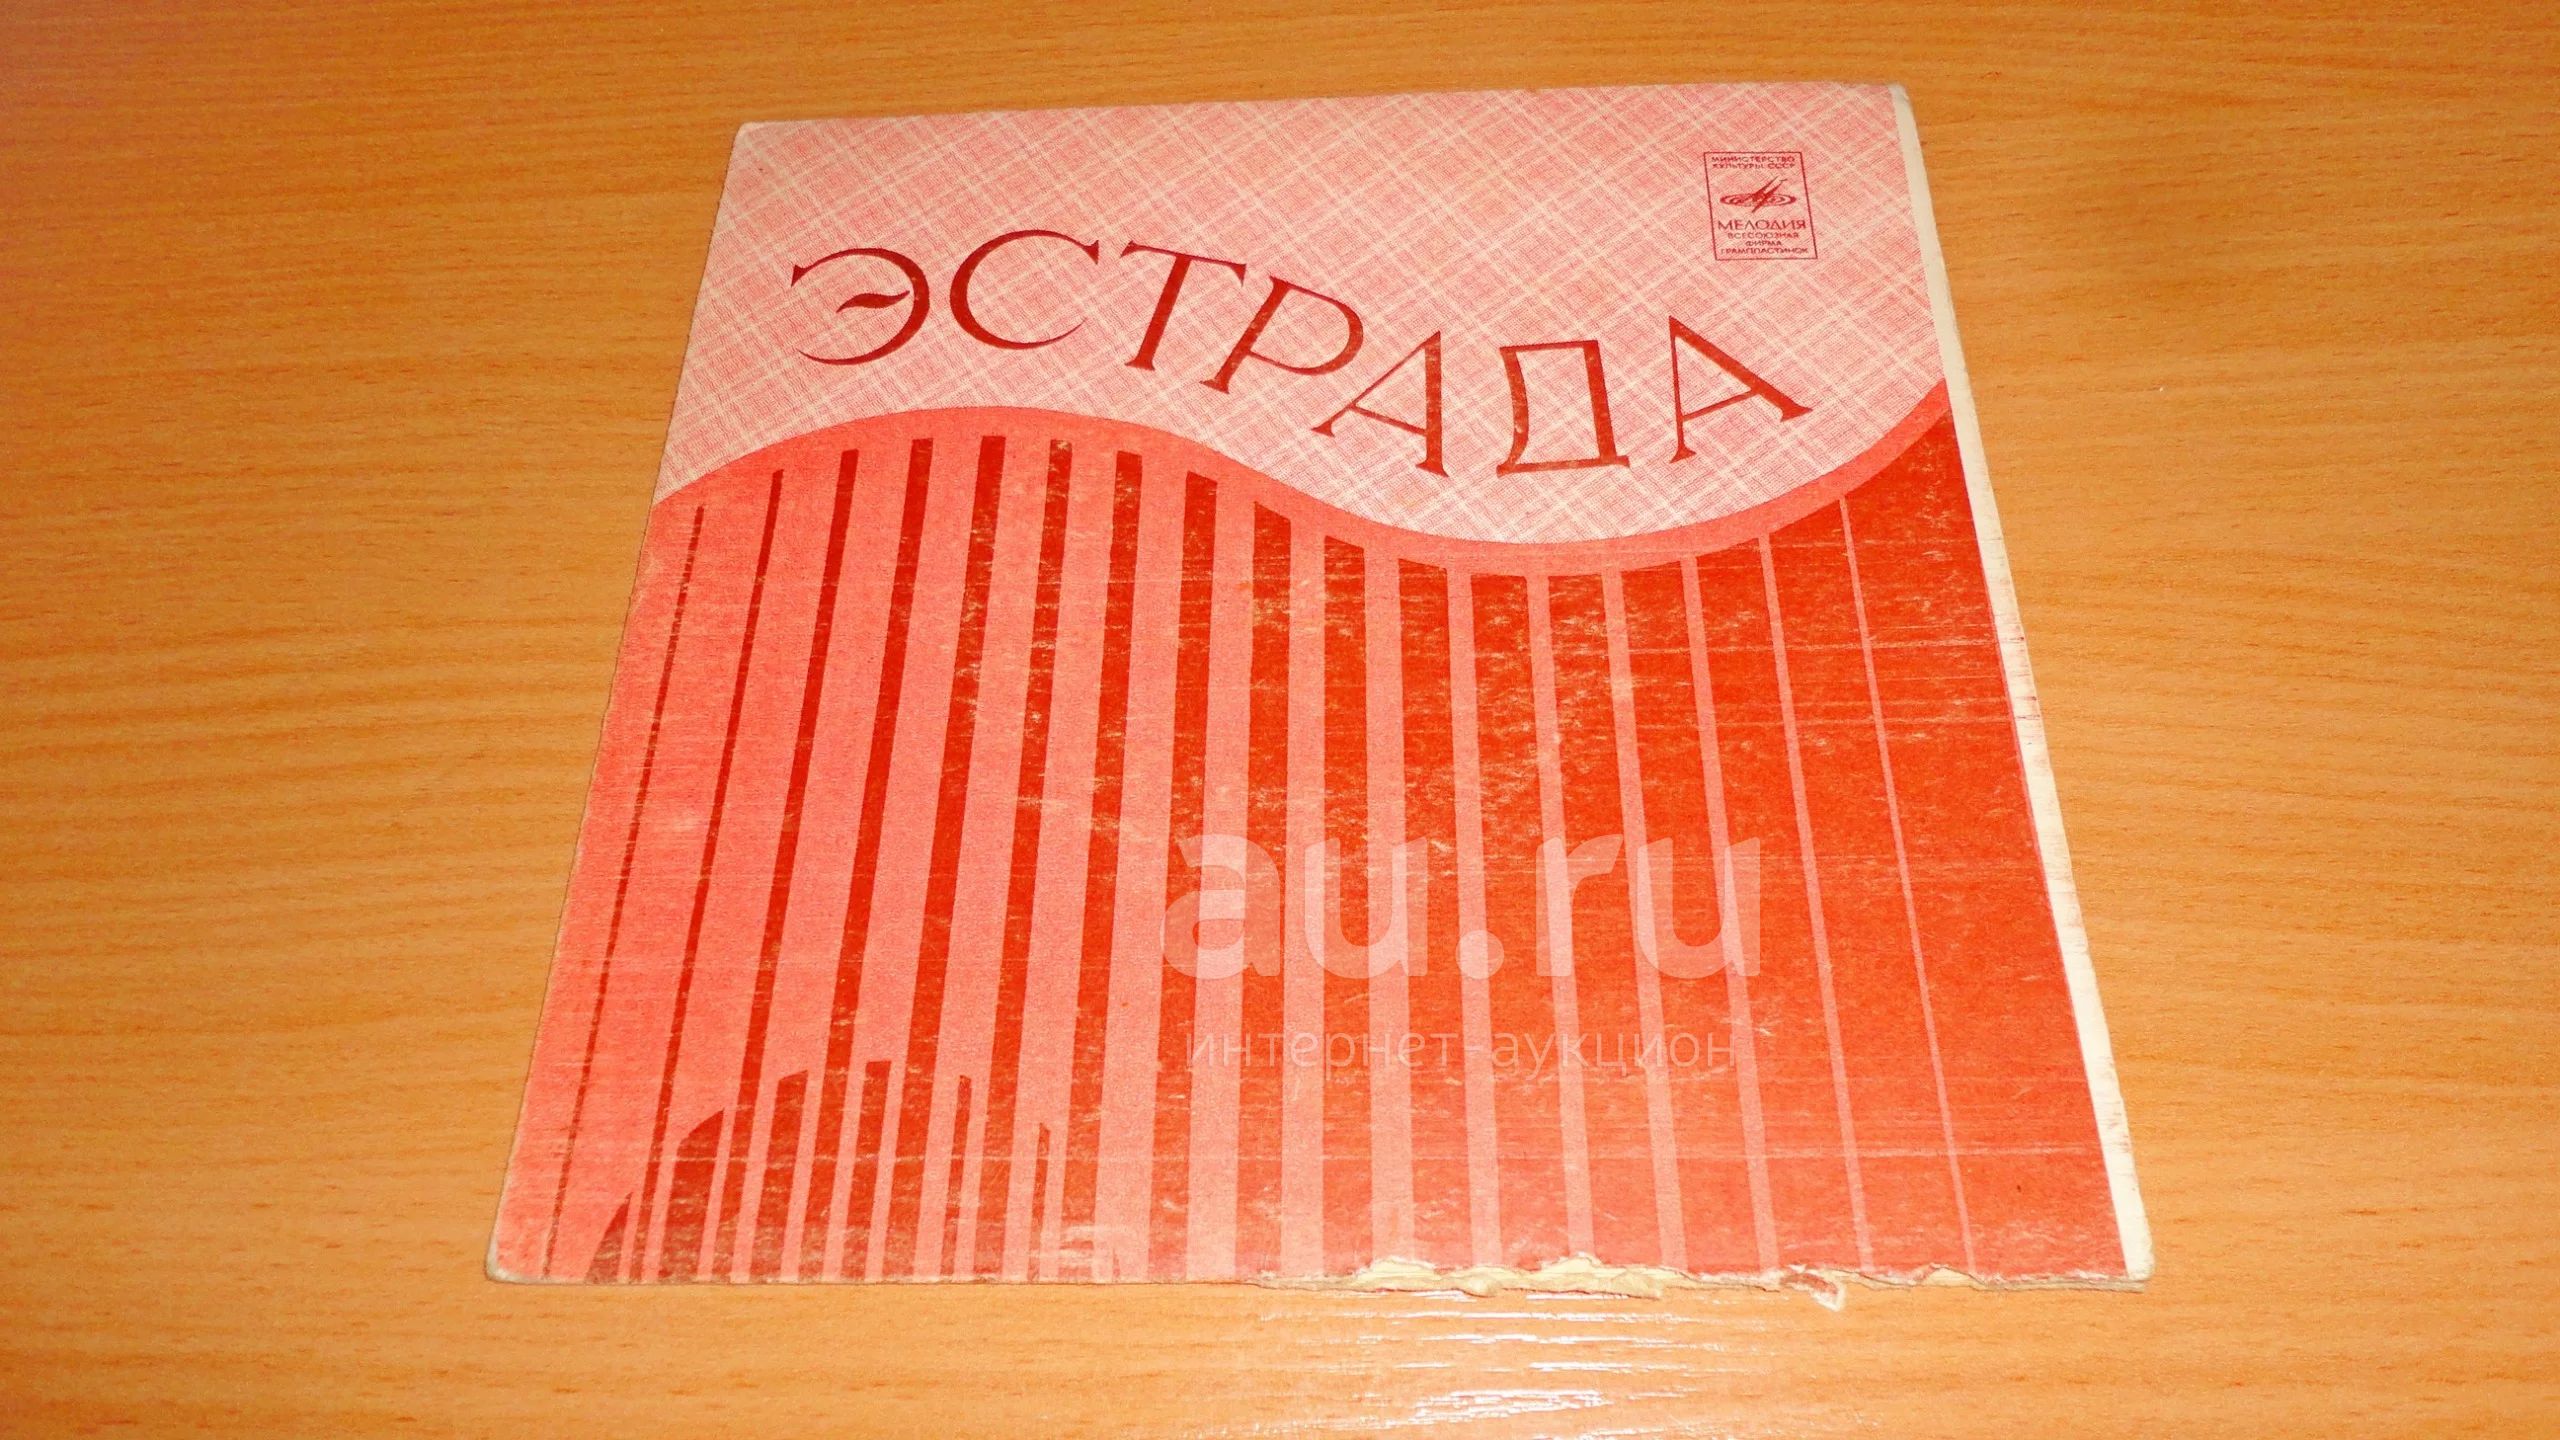 МИНИСТЕРСТВО
КУЛЬТУРЫ СССР
МЕЛОДИЯ
ВСЕСОЮЗНАЯ
ФИРМА
ГРАМПЛАСТИНОК
ЭСТРАДА
au.ru
интернет-аукцион